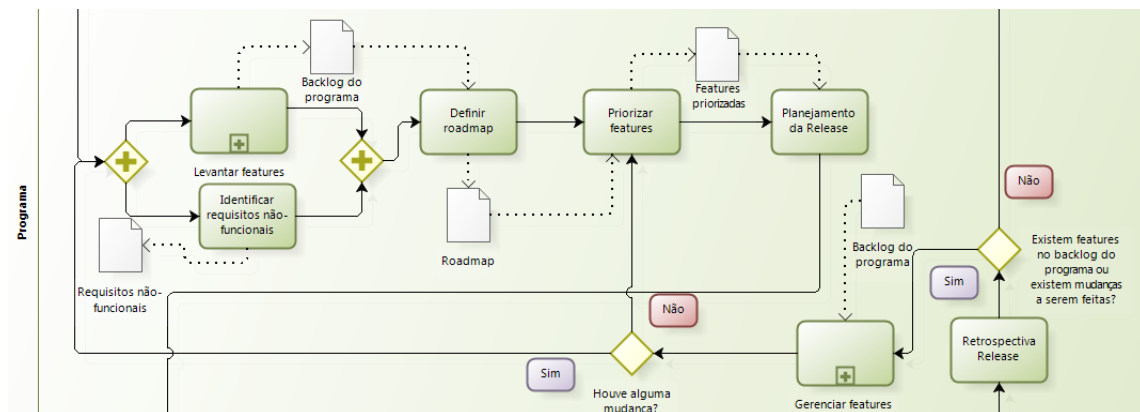 Programa
Backlog do
programa
Levantar features
Identificar
requisitos não-
funcionais
Requisitos não-
funcionais
Definir
roadmap
Roadmap
Priorizar
features
Features
priorizadas
Planejamento
da Release
Backlog do
programa
Não
Existem features
no backlog do
programa ou
existem mudanças
a serem feitas?
Sim
Retrospectiva
Release
Gerenciar features
Não
Sim
Houve alguma
mudança?